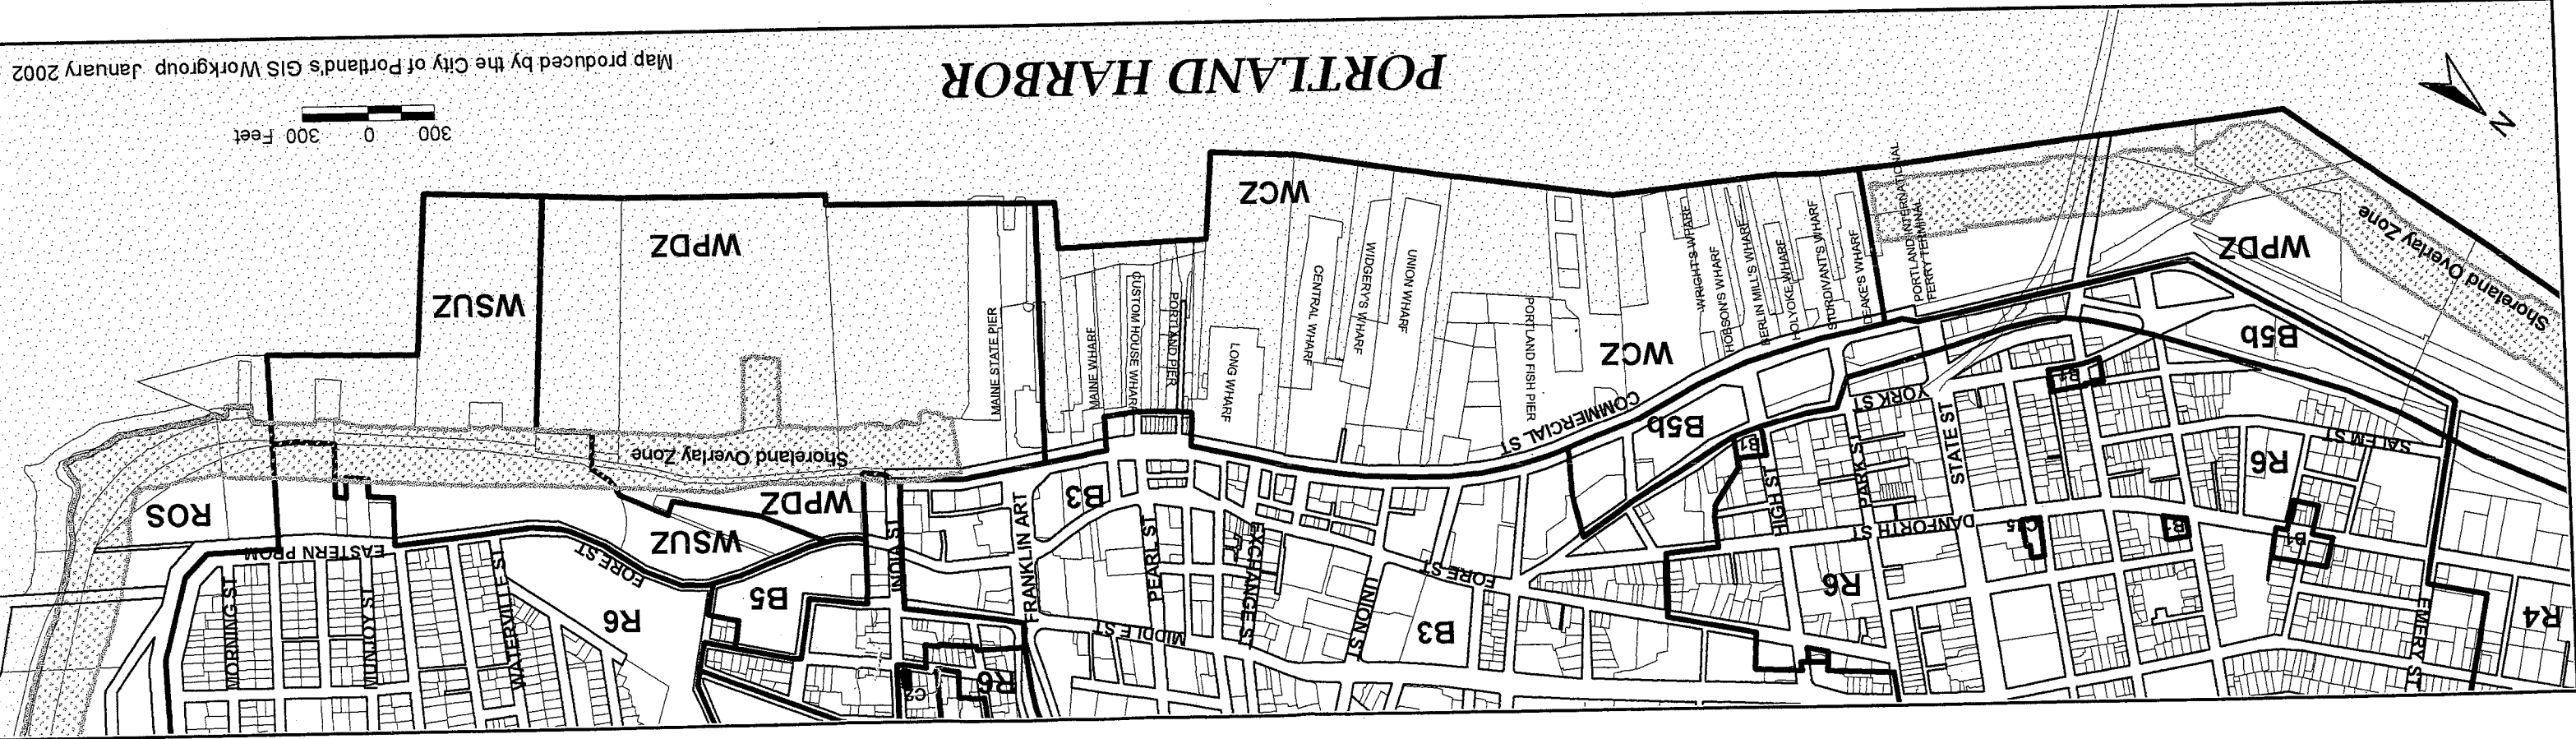 EMERY ST
R4
R6
C2
WATERVILLE ST
MUNJOY ST
MORNING ST
B3
MIDDLE ST
R6
B1
B1
R6
DANFORTH ST
HIGH ST
FORE ST
UNION ST
EXCHANGE ST
PEARL ST
FRANKLIN ART
B5
INDIA ST
WSUZ
FORE ST
EASTERN PROM
R6
SALEM ST
STATE ST
PARK ST
B1
B5b
B3
WPDZ
ROS
YORK ST
B1
COMMERCIAL ST
Shoreland Overlay Zone
B5b
WCZ
PORTLAND FISH PIER
LONG WHARF
PORTLAND PIER
CUSTOM HOUSE WHARF
MAINE WHARF
MAINE STATE PIER
Shoreland Overlay Zone
WPDZ
PORTLAND INTERNATIONAL
FERRY TERMINAL
DEAKE'S WHARF
STURDIVANT'S WHARF
HOLYOKE WHARF
BERLIN MILL'S WHARF
HOBSON'S WHARF
WRIGHT'S WHARF
UNION WHARF
WIDGERY'S WHARF
CENTRAL WHARF
WSUZ
WPDZ
WCZ
N
300 0 300 Feet
PORTLAND HARBOR
Map produced by the City of Portland's GIS Workgroup January 2002